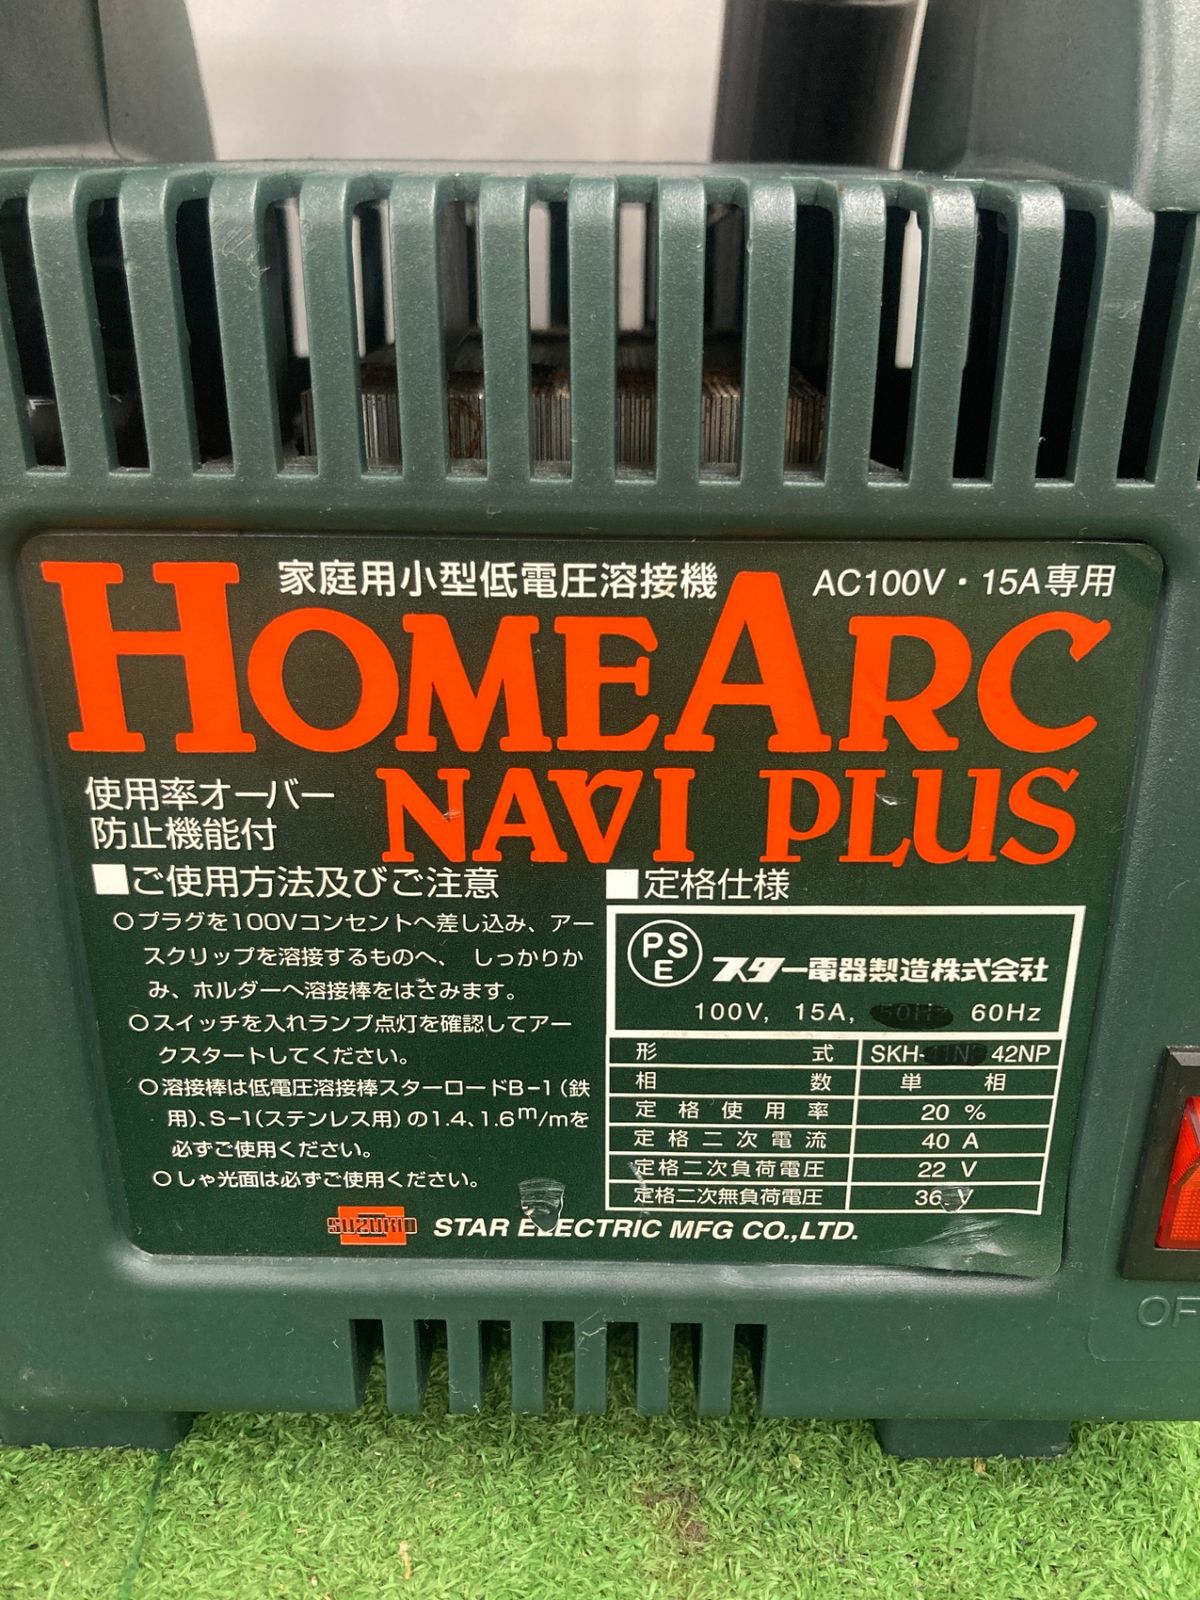 家庭用小型低電圧溶接機
AC100V・15A専用
HOMEARC
NAVI PLUS
使用率オーバー
防止機能付
■ご使用方法及びご注意
○プラグを100Vコンセントへ差し込み、アー
スクリップを溶接するものへ、 しっかりか
み、ホルダーへ溶接棒をはさみます。
○スイッチを入れランプ点灯を確認してアー
クスタートしてください。
○溶接棒は低電圧溶接棒スターロードB-1(鉄
用)、S-1(ステンレス用)の1.4、1.6m/mを
必ずご使用ください。
○しゃ光面は必ずご使用ください。
■定格仕様
PSE
スター電器製造株式会社
100V, 15A, 50Hz 60Hz
形式 SKH- 42NP
相数 単相
定格使用率 20 %
定格二次電流 40 A
定格二次負荷電圧 22 V
定格二次無負荷電圧 36 V
SUZUKID
STAR ELECTRIC MFG CO.,LTD.